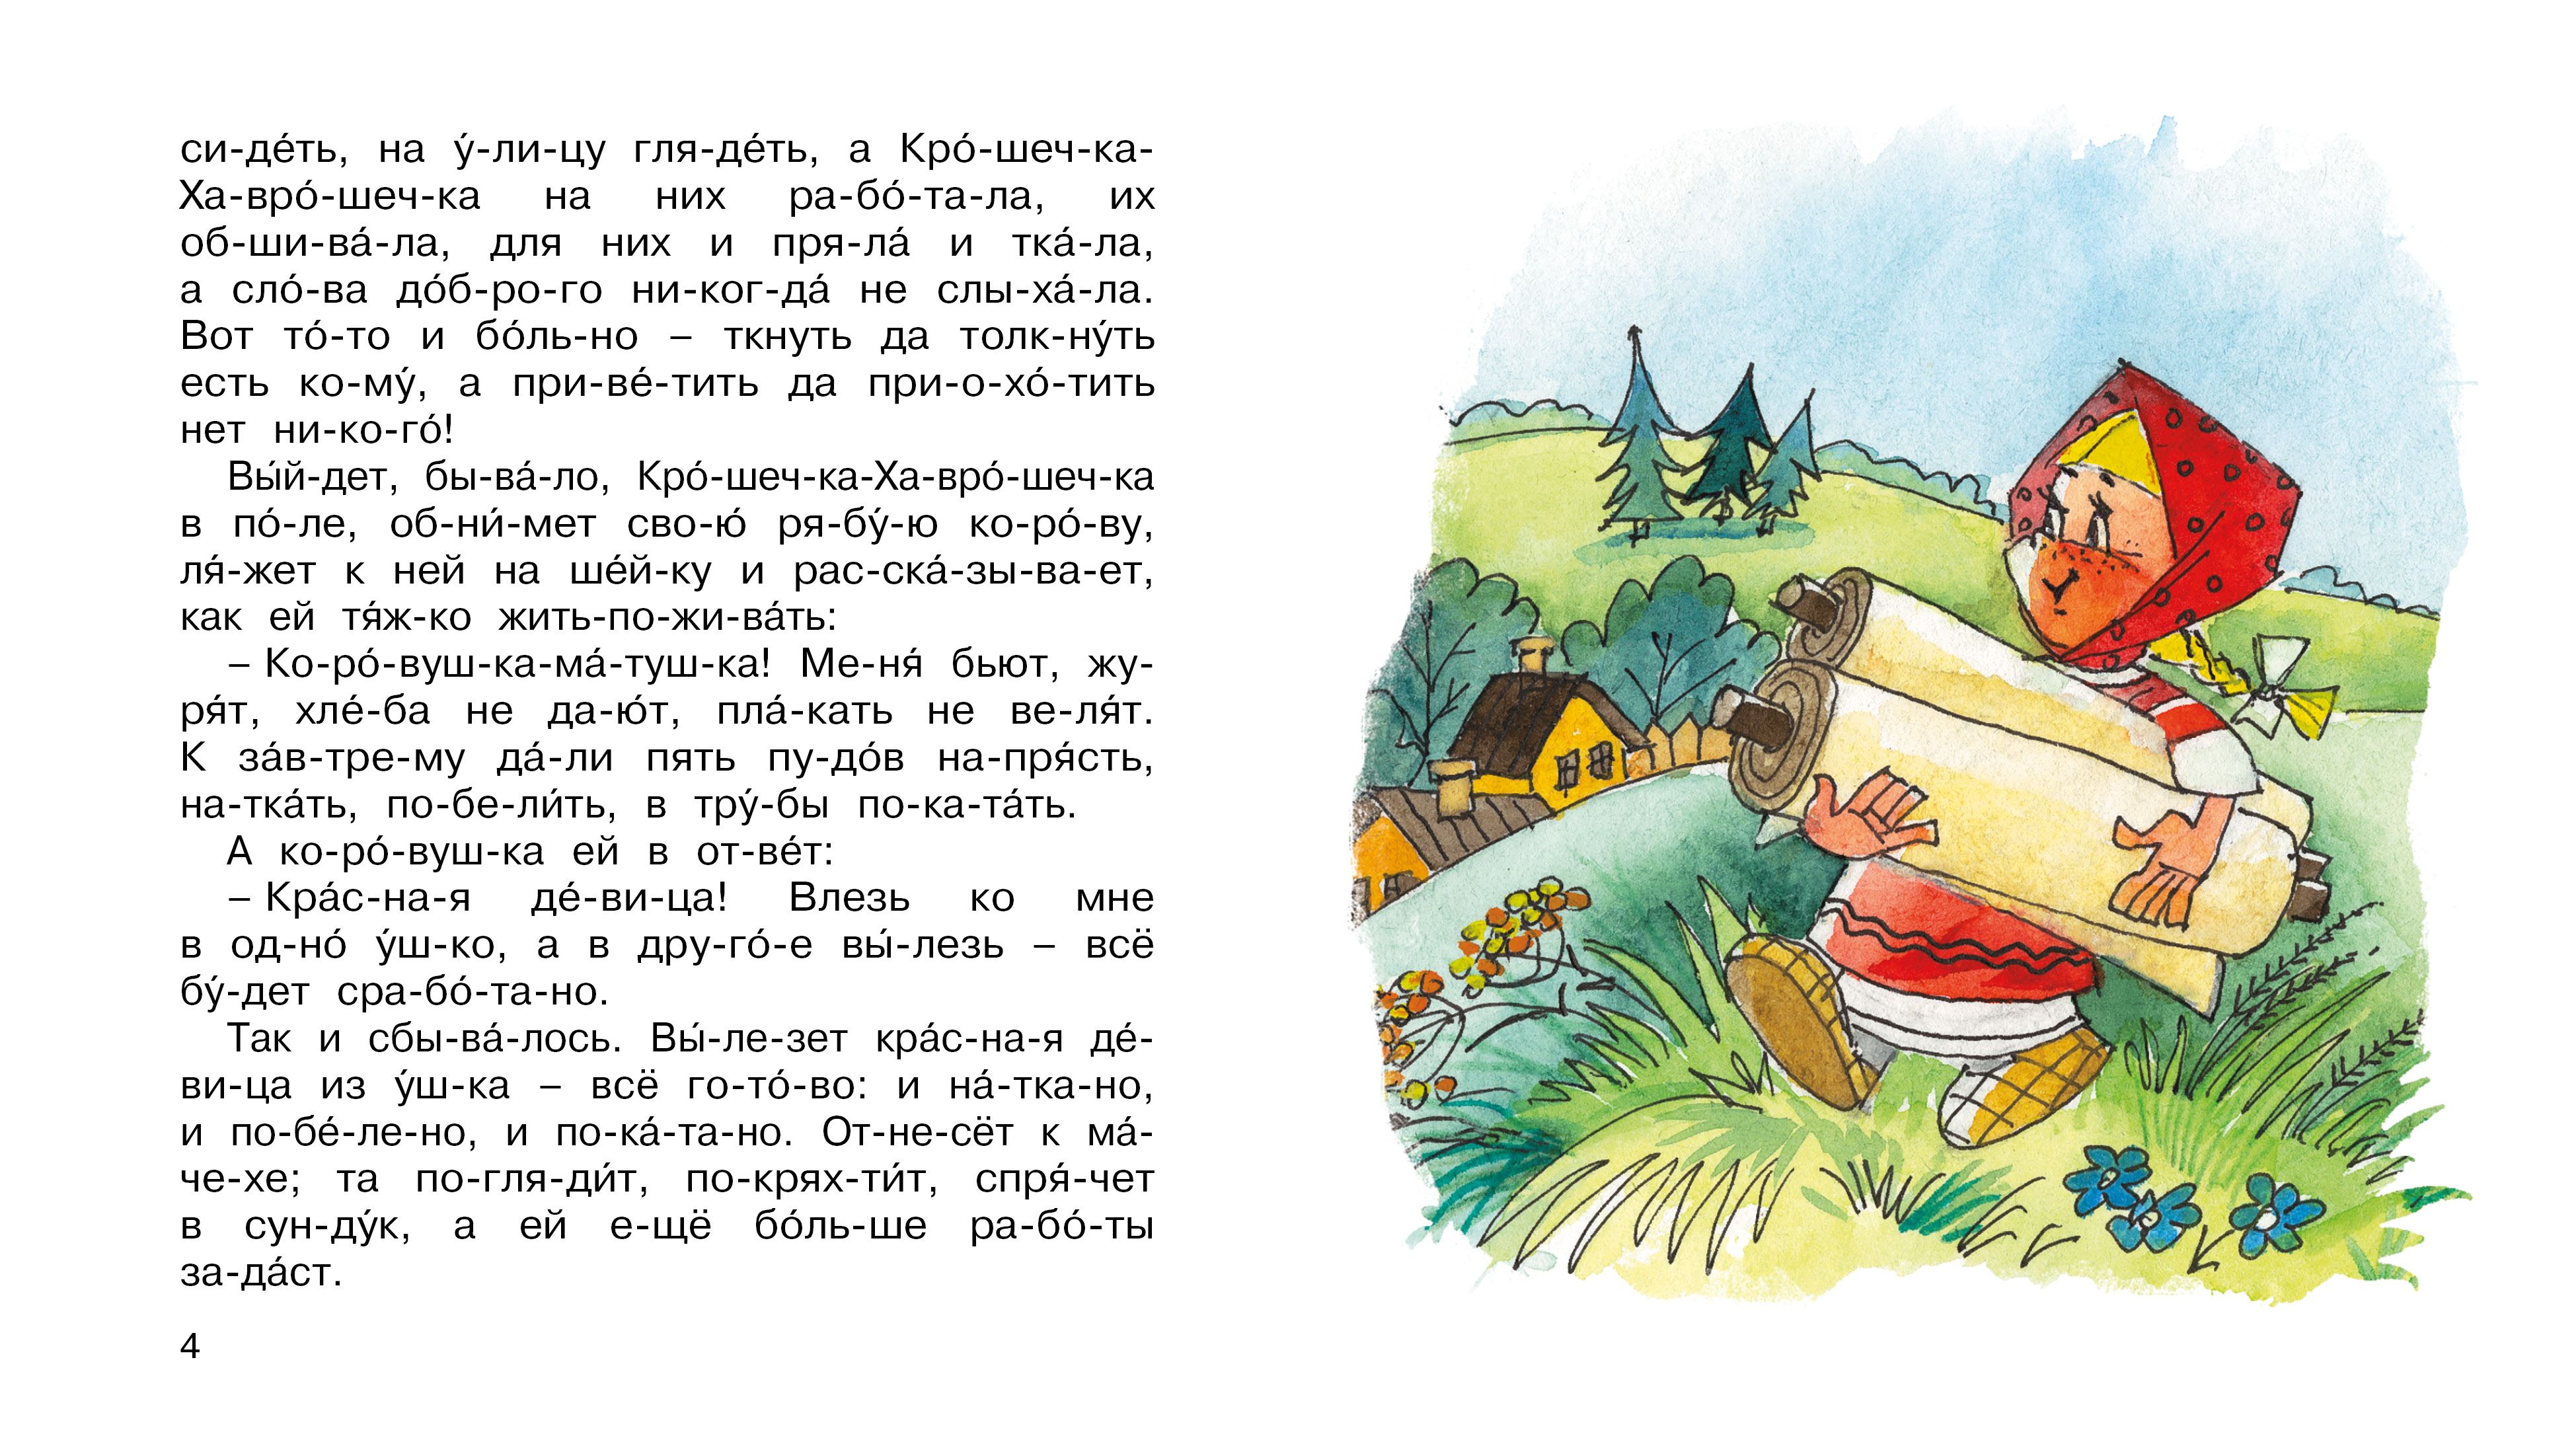 си-де́ть, на у́-ли-цу гля-де́ть, а Кро́-шеч-ка-
Ха-вро́-шеч-ка на них ра-бо́-та-ла, их
об-ши-ва́-ла, для них и пря-ла́ и тка́-ла,
а сло́-ва до́б-ро-го ни-ког-да́ не слы-ха́-ла.
Вот то́-то и бо́ль-но – ткнуть да толк-ну́ть
есть ко-му́, а при-ве́-тить да при-о-хо́-тить
нет ни-ко-го́!
Вы́й-дет, бы-ва́-ло, Кро́-шеч-ка-Ха-вро́-шеч-ка
в по́-ле, об-ни́-мет сво-ю́ ря-бу́-ю ко-ро́-ву,
ля́-жет к ней на ше́й-ку и рас-ска́-зы-ва-ет,
как ей тя́ж-ко жить-по-жи-ва́ть:
– Ко-ро́-вуш-ка-ма́-туш-ка! Ме-ня́ бьют, жу-
ря́т, хле́-ба не да-ю́т, пла́-кать не ве-ля́т.
К за́в-тре-му да́-ли пять пу-до́в на-пря́сть,
на-тка́ть, по-бе-ли́ть, в тру́-бы по-ка-та́ть.
А ко-ро́-вуш-ка ей в от-ве́т:
– Кра́с-на-я де́-ви-ца! Влезь ко мне
в од-но́ у́ш-ко, а в дру-го́-е вы́-лезь – всё
бу́-дет сра-бо́-та-но.
Так и сбы-ва́-лось. Вы́-ле-зет кра́с-на-я де́-
ви-ца из у́ш-ка – всё го-то́-во: и на́-тка-но,
и по-бе́-ле-но, и по-ка́-та-но. От-не-сёт к ма́-
че-хе; та по-гля-ди́т, по-крях-ти́т, спря́-чет
в сун-ду́к, а ей е-щё бо́ль-ше ра-бо́-ты
за-да́ст.
4